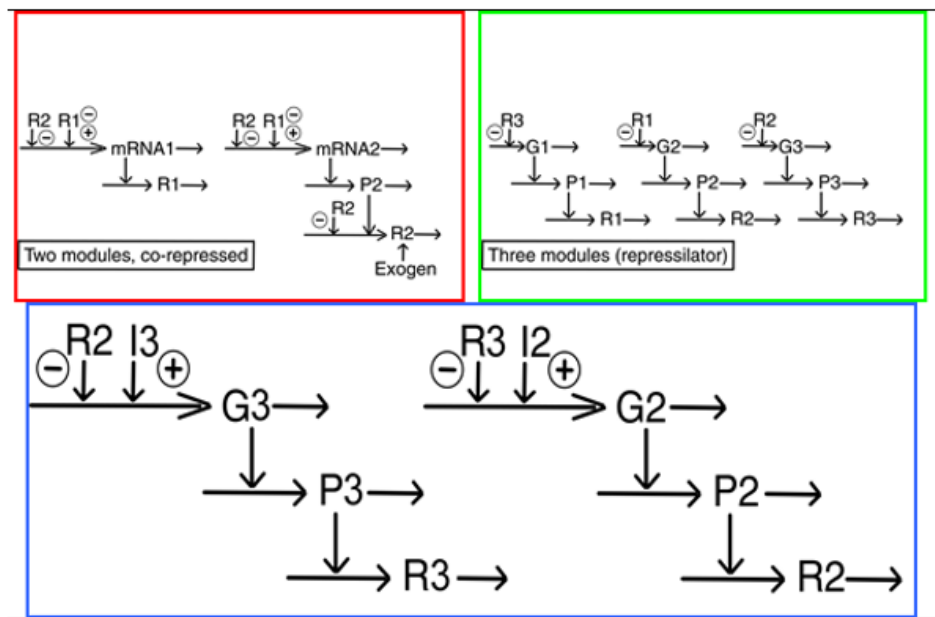 R2 R1 ⊖ R2 R1 ⊖
⊖ ⊕ ⊖ ⊕
mRNA1 mRNA2
R1 P2
⊖ R2
R2
Two modules, co-repressed
Exogen
R3 R1 R2
⊖ ⊖ ⊖
G1 G2 G3
P1 P2 P3
R1 R2 R3
Three modules (repressilator)
R2 I3 R3 I2
⊖ ⊕ ⊖ ⊕
G3 G2
P3 P2
R3 R2